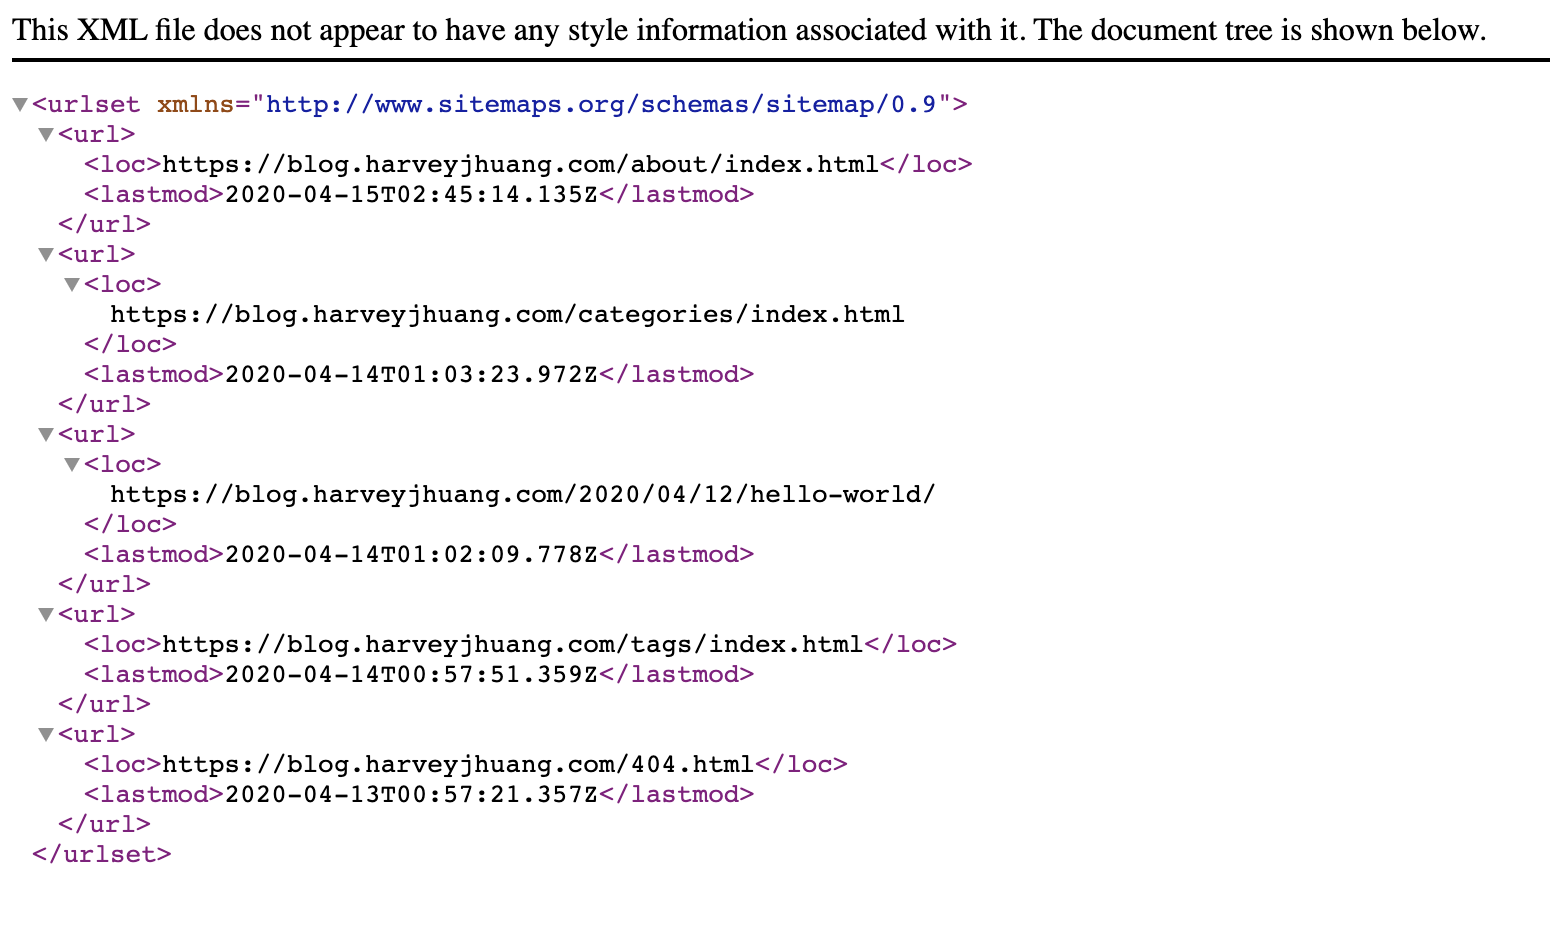 This XML file does not appear to have any style information associated with it. The document tree is shown below.
▼<urlset xmlns="http://www.sitemaps.org/schemas/sitemap/0.9">
▼<url>
<loc>https://blog.harveyjhuang.com/about/index.html</loc>
<lastmod>2020-04-15T02:45:14.135Z</lastmod>
</url>
▼<url>
▼<loc>
https://blog.harveyjhuang.com/categories/index.html
</loc>
<lastmod>2020-04-14T01:03:23.972Z</lastmod>
</url>
▼<url>
▼<loc>
https://blog.harveyjhuang.com/2020/04/12/hello-world/
</loc>
<lastmod>2020-04-14T01:02:09.778Z</lastmod>
</url>
▼<url>
<loc>https://blog.harveyjhuang.com/tags/index.html</loc>
<lastmod>2020-04-14T00:57:51.359Z</lastmod>
</url>
▼<url>
<loc>https://blog.harveyjhuang.com/404.html</loc>
<lastmod>2020-04-13T00:57:21.357Z</lastmod>
</url>
</urlset>